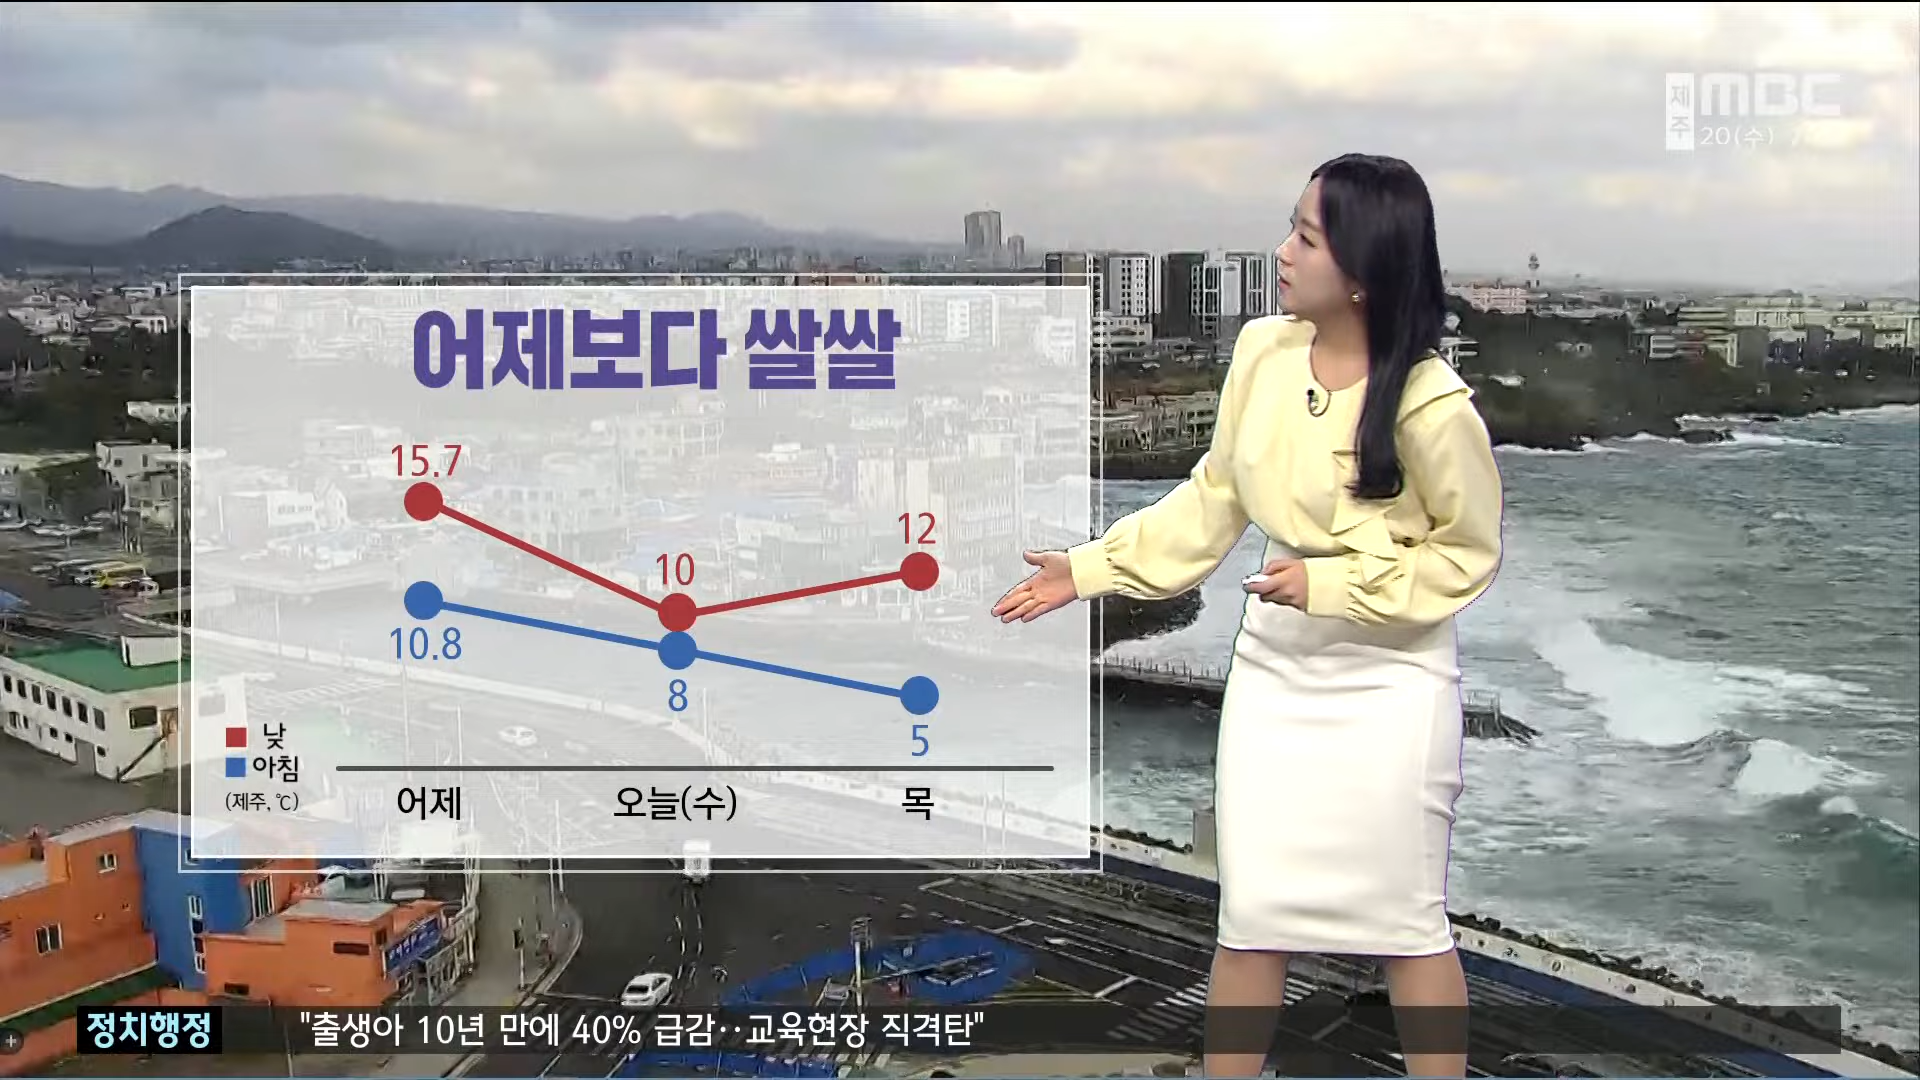 제주 MBC
20(수)
어제보다 쌀쌀
15.7
10
12
10.8
8
5
낮
아침
(제주, ℃)
어제 오늘(수) 목
정치행정 "출생아 10년 만에 40% 급감··교육현장 직격탄"